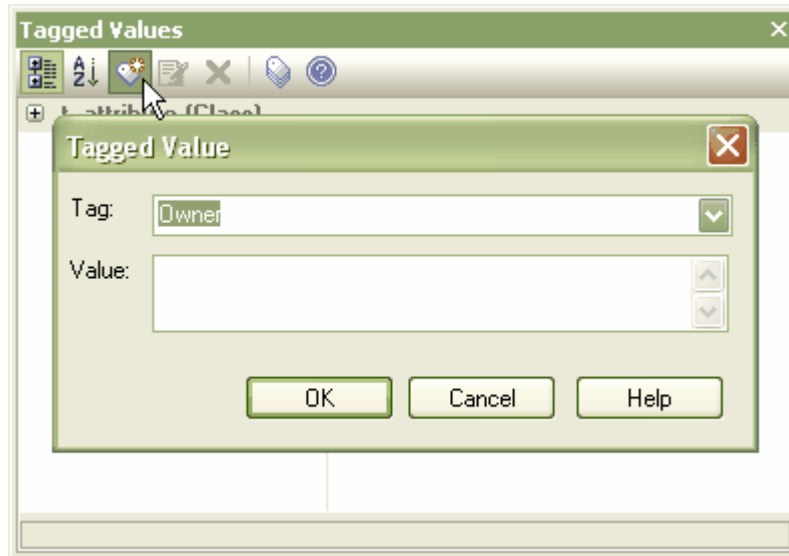 Tagged Values
Tagged Value
Tag:
Owner
Value:
OK
Cancel
Help